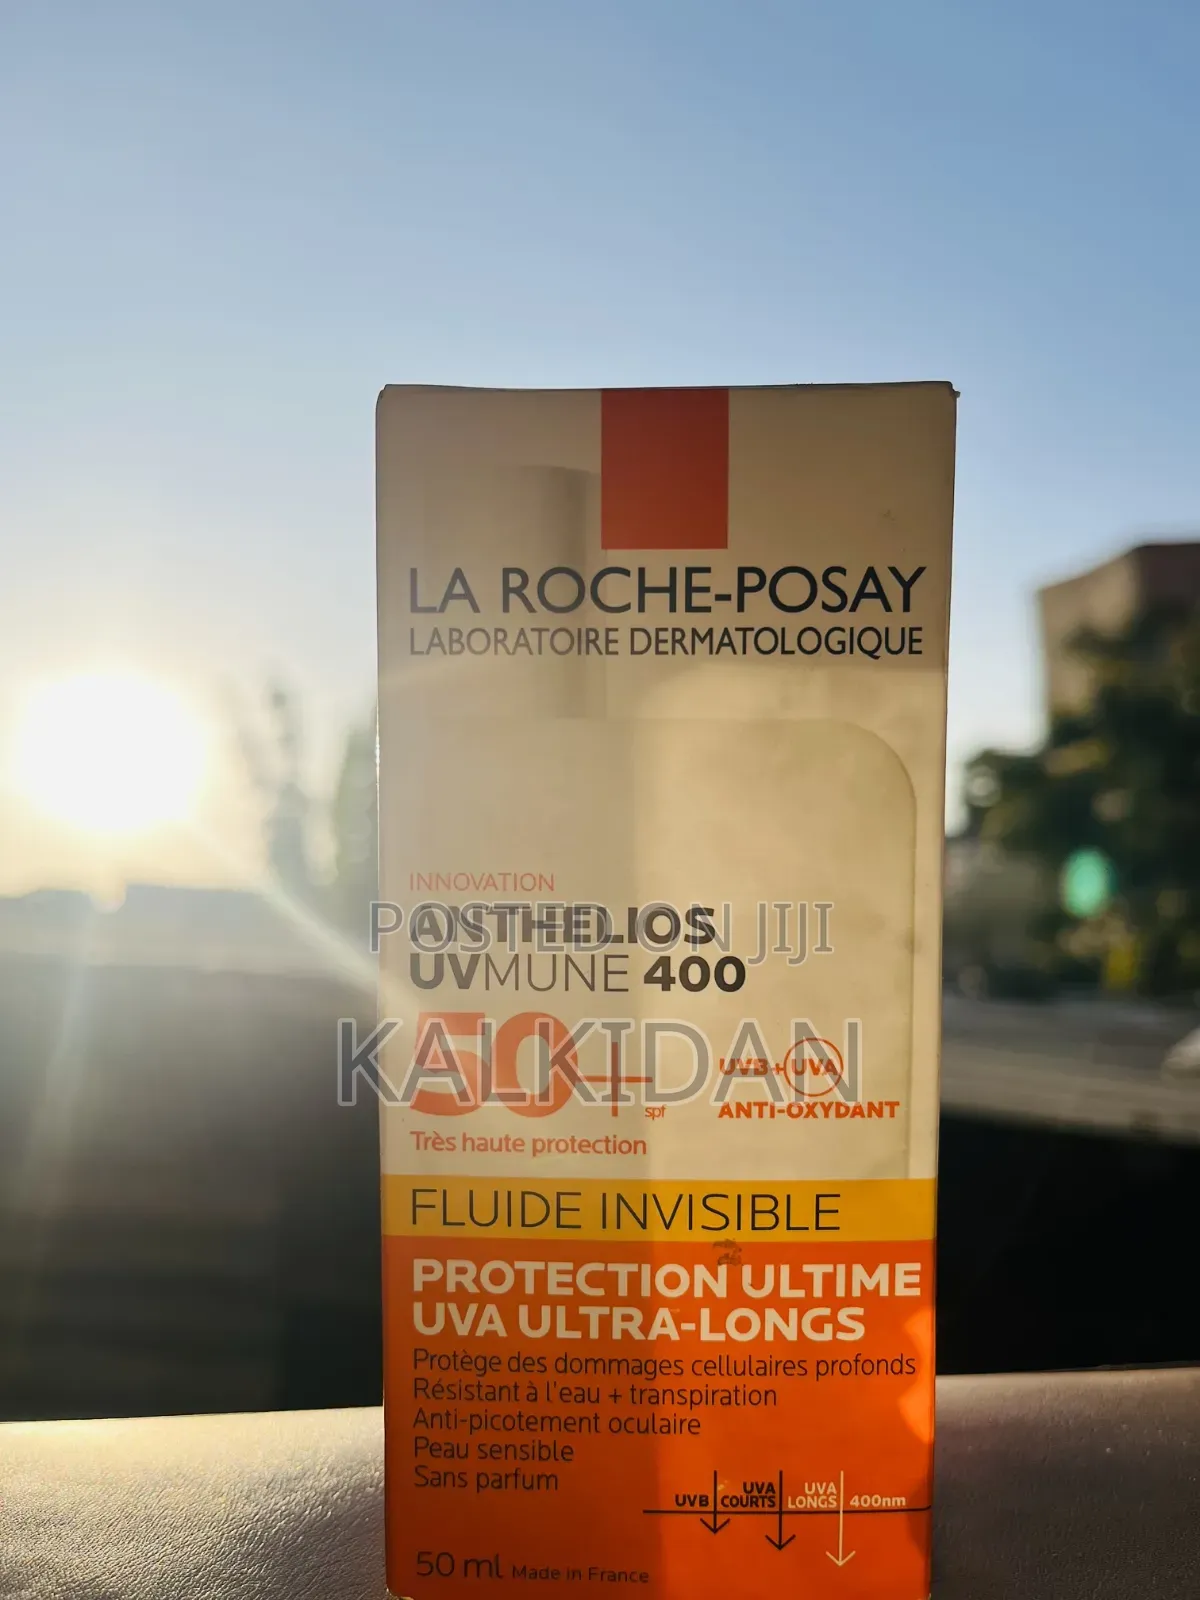 LA ROCHE-POSAY
LABORATOIRE DERMATOLOGIQUE
INNOVATION
ANTHELIOS
POSTED ON JIJI
UVMUNE 400
KALKIDAN
50+ spf
UVB+UVA
ANTI-OXYDANT
Très haute protection
FLUIDE INVISIBLE
PROTECTION ULTIME
UVA ULTRA-LONGS
Protège des dommages cellulaires profonds
Résistant à l'eau + transpiration
Anti-picotement oculaire
Peau sensible
Sans parfum
UVB UVA COURTS UVA LONGS 400nm
50 ml Made in France